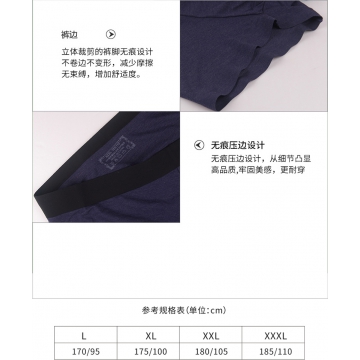 裤边
立体裁剪的裤脚无痕设计
不卷边不变形，减少摩擦
无束缚，增加舒适度。
无痕压边设计
无痕压边设计，从细节凸显
高品质,牢固美感，更耐穿
参考规格表(单位:cm)
L XL XXL XXXL
170/95 175/100 180/105 185/110